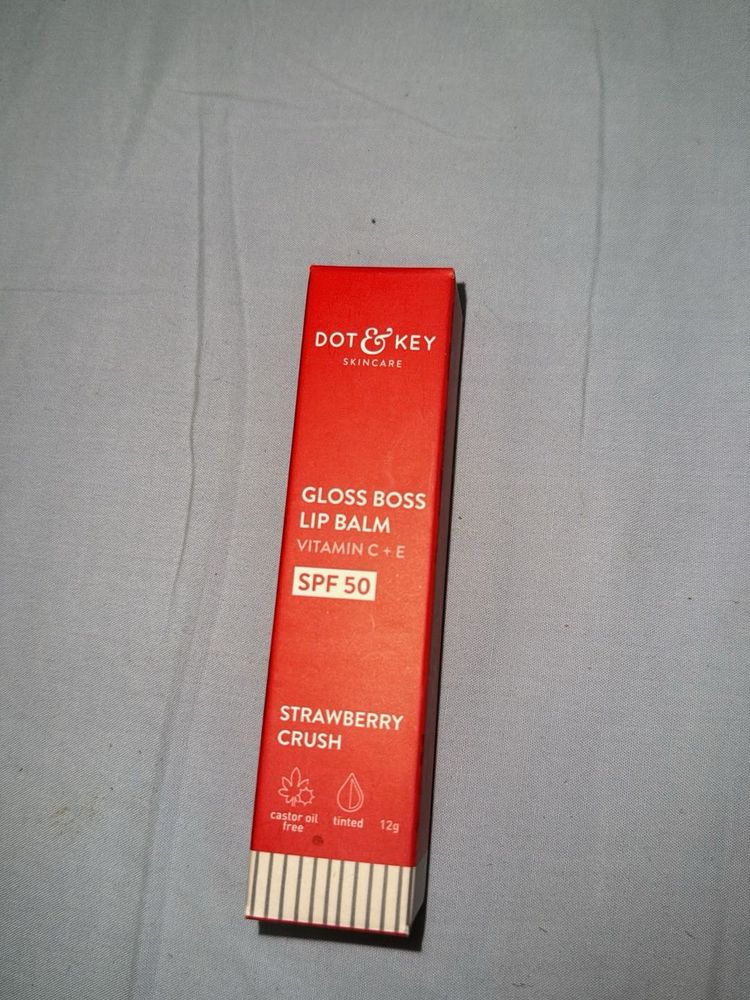 DOT & KEY
SKINCARE
GLOSS BOSS
LIP BALM
VITAMIN C + E
SPF 50
STRAWBERRY
CRUSH
castor oil
free
tinted
12g